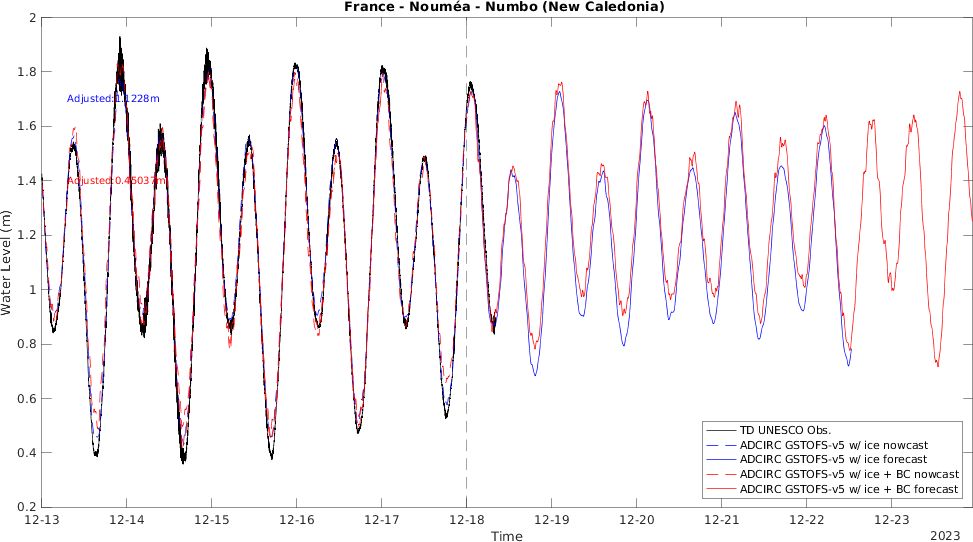 France - Nouméa - Numbo (New Caledonia)
2
1.8
1.6
1.4
1.2
1
0.8
0.6
0.4
0.2
Water Level (m)
Adjusted:1.1228m
Adjusted:0.45037m
TD UNESCO Obs.
ADCIRC GSTOFS-v5 w/ ice nowcast
ADCIRC GSTOFS-v5 w/ ice forecast
ADCIRC GSTOFS-v5 w/ ice + BC nowcast
ADCIRC GSTOFS-v5 w/ ice + BC forecast
12-13 12-14 12-15 12-16 12-17 12-18 12-19 12-20 12-21 12-22 12-23
Time
2023